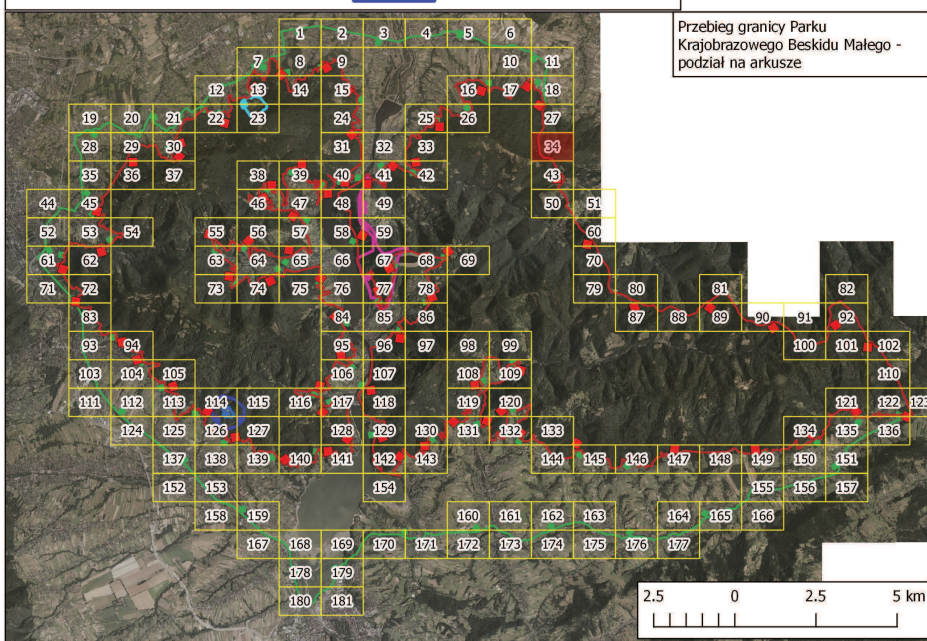 Przebieg granicy Parku
Krajobrazowego Beskidu Małego -
podział na arkusze
1 2 3 4 5 6
7 8 9 10 11
12 13 14 15 16 17 18
19 20 21 22 23 24 25 26 27
28 29 30 31 32 33 34
35 36 37 38 39 40 41 42 43
44 45 46 47 48 49 50 51
52 53 54 55 56 57 58 59 60
61 62 63 64 65 66 67 68 69 70
71 72 73 74 75 76 77 78 79 80 81 82
83 84 85 86 87 88 89 90 91 92
93 94 95 96 97 98 99 100 101 102
103 104 105 106 107 108 109 110
111 112 113 114 115 116 117 118 119 120 121 122 123
124 125 126 127 128 129 130 131 132 133 134 135 136
137 138 139 140 141 142 143 144 145 146 147 148 149 150 151
152 153 154 155 156 157
158 159 160 161 162 163 164 165 166
167 168 169 170 171 172 173 174 175 176 177
178 179
180 181
2.5 0 2.5 5 km